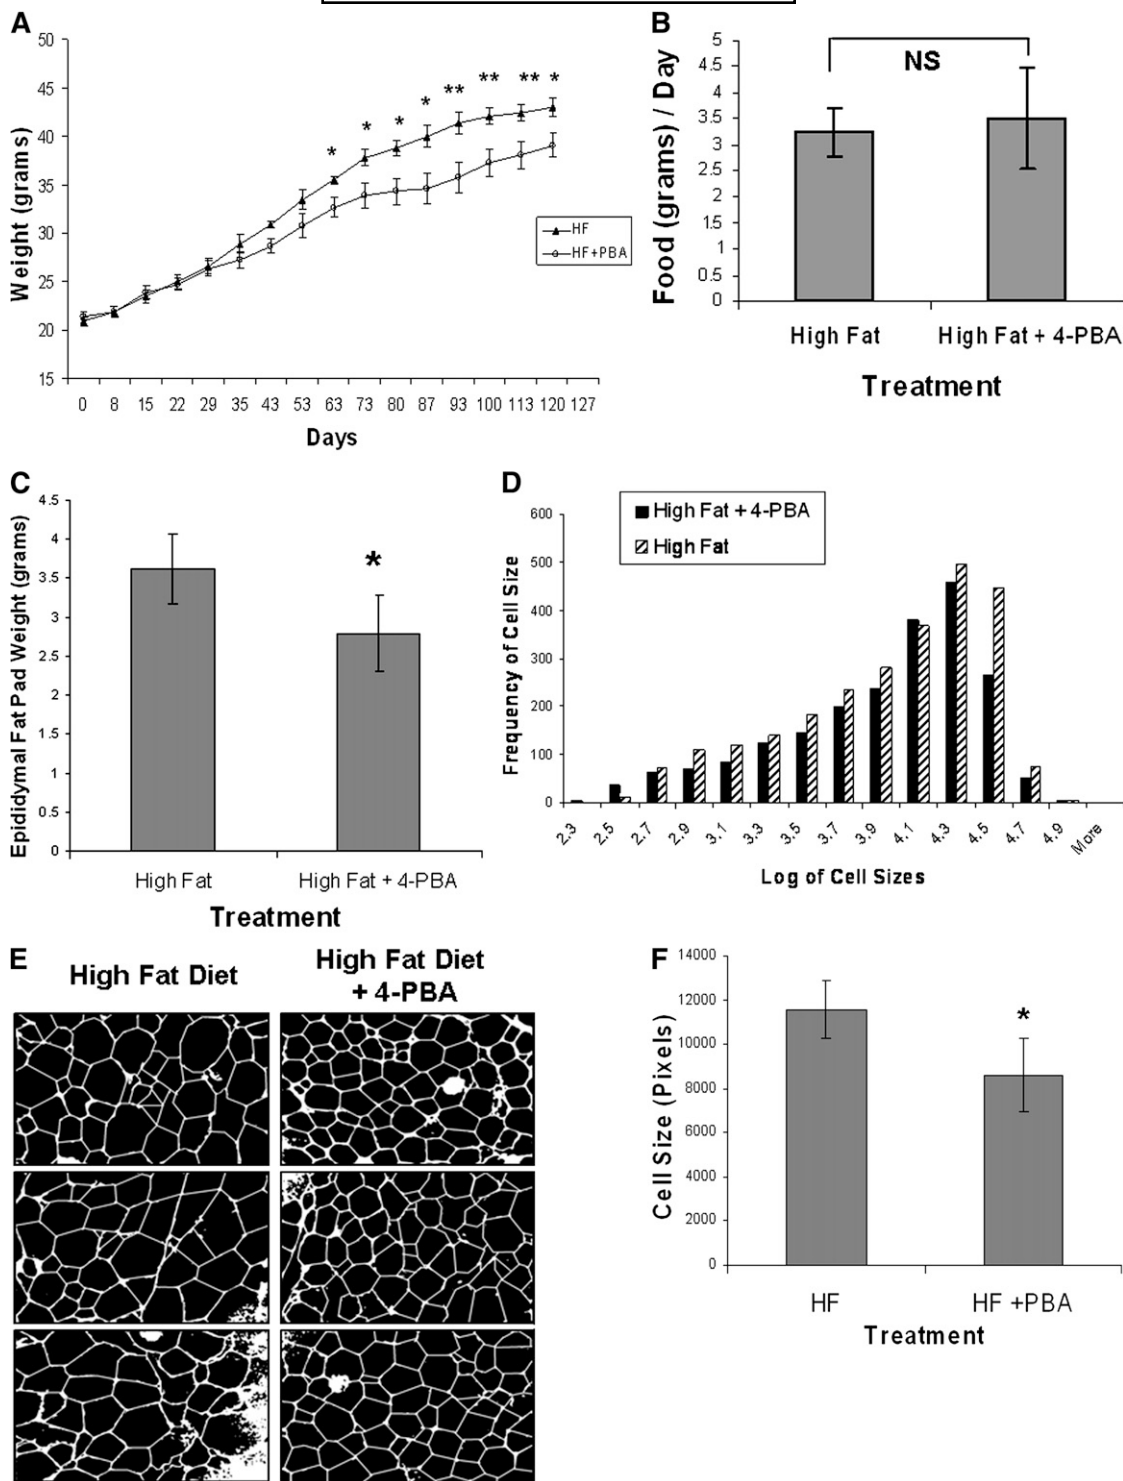 A
50
45
40
35
30
25
20
15
Weight (grams)
* * * * ** ** ** *
HF
HF+PBA
0 8 15 22 29 35 43 53 63 73 80 87 93 100 113 120 127
Days
B
5
4.5
4
3.5
3
2.5
2
1.5
1
0.5
0
Food (grams) / Day
NS
High Fat High Fat + 4-PBA
Treatment
C
4.5
4
3.5
3
2.5
2
1.5
1
0.5
0
Epididymal Fat Pad Weight (grams)
*
High Fat High Fat + 4-PBA
Treatment
D
High Fat + 4-PBA
High Fat
600
500
400
300
200
100
0
Frequency of Cell Size
2.3 2.5 2.7 2.9 3.1 3.3 3.5 3.7 3.9 4.1 4.3 4.5 4.7 4.9 More
Log of Cell Sizes
E
High Fat Diet
High Fat Diet
+ 4-PBA
F
14000
12000
10000
8000
6000
4000
2000
0
Cell Size (Pixels)
*
HF HF +PBA
Treatment